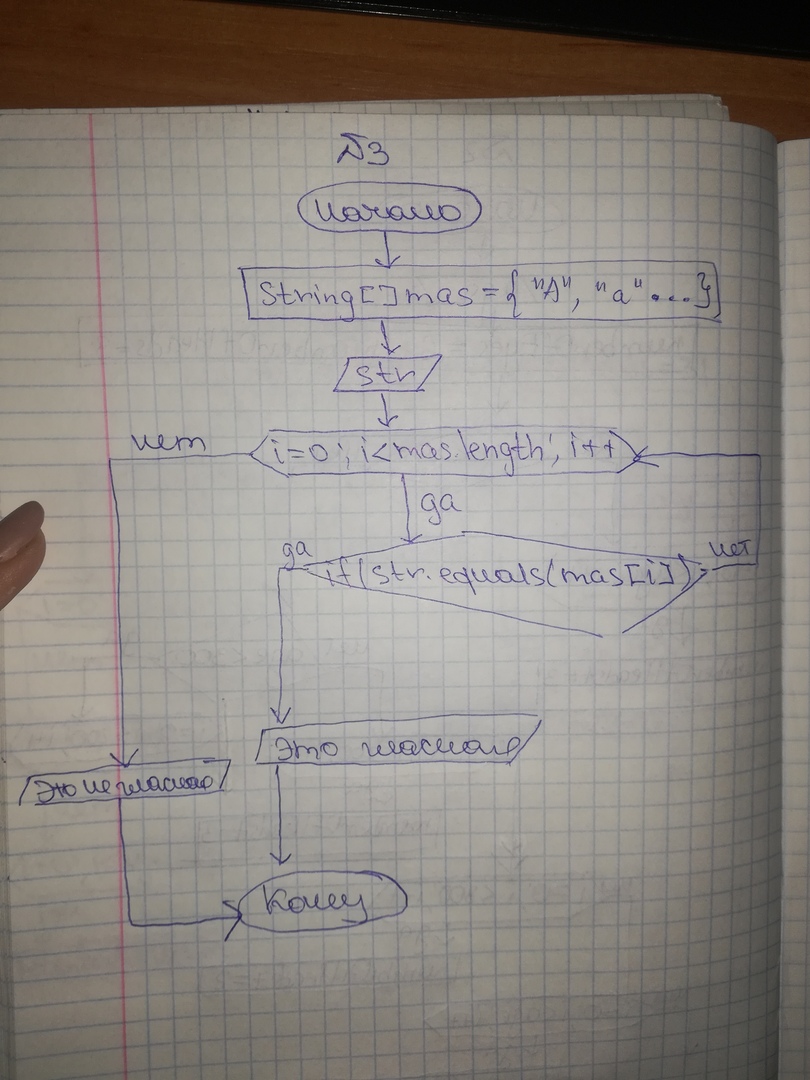 №3
Начало
String[] mas = { "A", "a" ...}
str
нет
i=0; i<mas.length; i++
да
да
if(str.equals(mas[i])
нет
Это гласная
Это не гласная
Конец